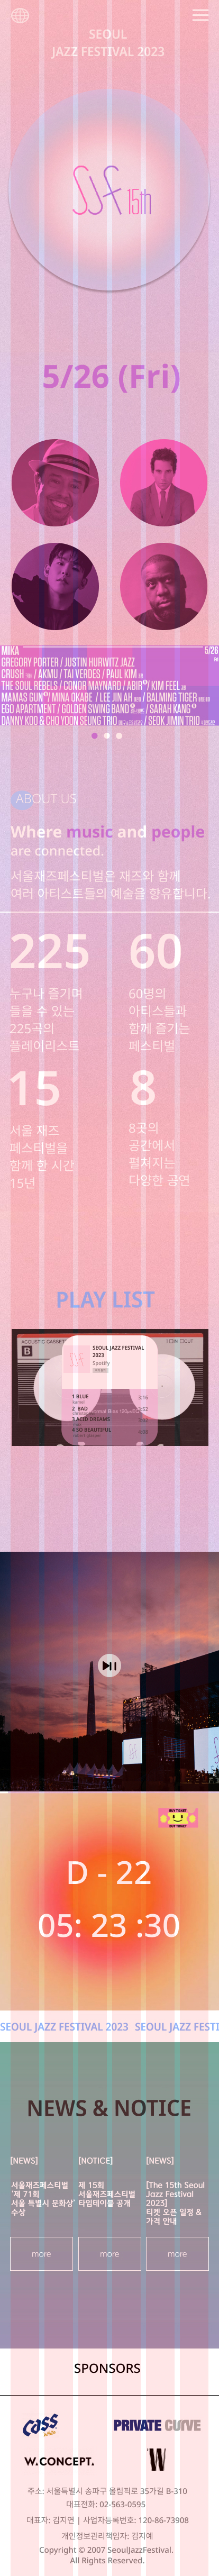 SEOUL
JAZZ FESTIVAL 2023
SSF 15th
5/26 (Fri)
MIKA 5/26
GREGORY PORTER / JUSTIN HURWITZ JAZZ
CRUSH / AKMU / TAI VERDES / PAUL KIM
THE SOUL REBELS / CONOR MAYNARD / ABIR / KIM FEEL
MAMAS GUN / MINA OKABE / LEE JIN AH / BALMING TIGER
EGO APARTMENT / GOLDEN SWING BAND / SARAH KANG
DANNY KOO & CHO YOON SEUNG TRIO / SEOK JIMIN TRIO
ABOUT US
Where music and people
are connected.
서울재즈페스티벌은 재즈와 함께
여러 아티스트들의 예술을 향유합니다.
225
누구나 즐기며
들을 수 있는
225곡의
플레이리스트
60
60명의
아티스들과
함께 즐기는
페스티벌
15
서울 재즈
페스티벌을
함께 한 시간
15년
8
8곳의
공간에서
펼쳐지는
다양한 공연
PLAY LIST
ACOUSTIC CASSET
B
SEOUL JAZZ FESTIVAL
2023
Spotify
1 BLUE 3:16
2 BAD
3 ACID DREAMS
4 SO BEAUTIFUL
BUY TICKET
BUY TICKET
D - 22
05: 23 :30
SEOUL JAZZ FESTIVAL 2023 SEOUL JAZZ FESTI
NEWS & NOTICE
[NEWS]
서울재즈페스티벌
'제 71회
서울 특별시 문화상'
수상
more
[NOTICE]
제 15회
서울재즈페스티벌
타임테이블 공개
more
[NEWS]
[The 15th Seoul
Jazz Festival
2023]
티켓 오픈 일정 &
가격 안내
more
SPONSORS
Cass
PRIVATE CURVE
W.CONCEPT.
W
주소: 서울특별시 송파구 올림픽로 35가길 B-310
대표전화: 02-563-0595
대표자: 김지연 | 사업자등록번호: 120-86-73908
개인정보관리책임자: 김지예
Copyright © 2007 SeoulJazzFestival.
All Rights Reserved.